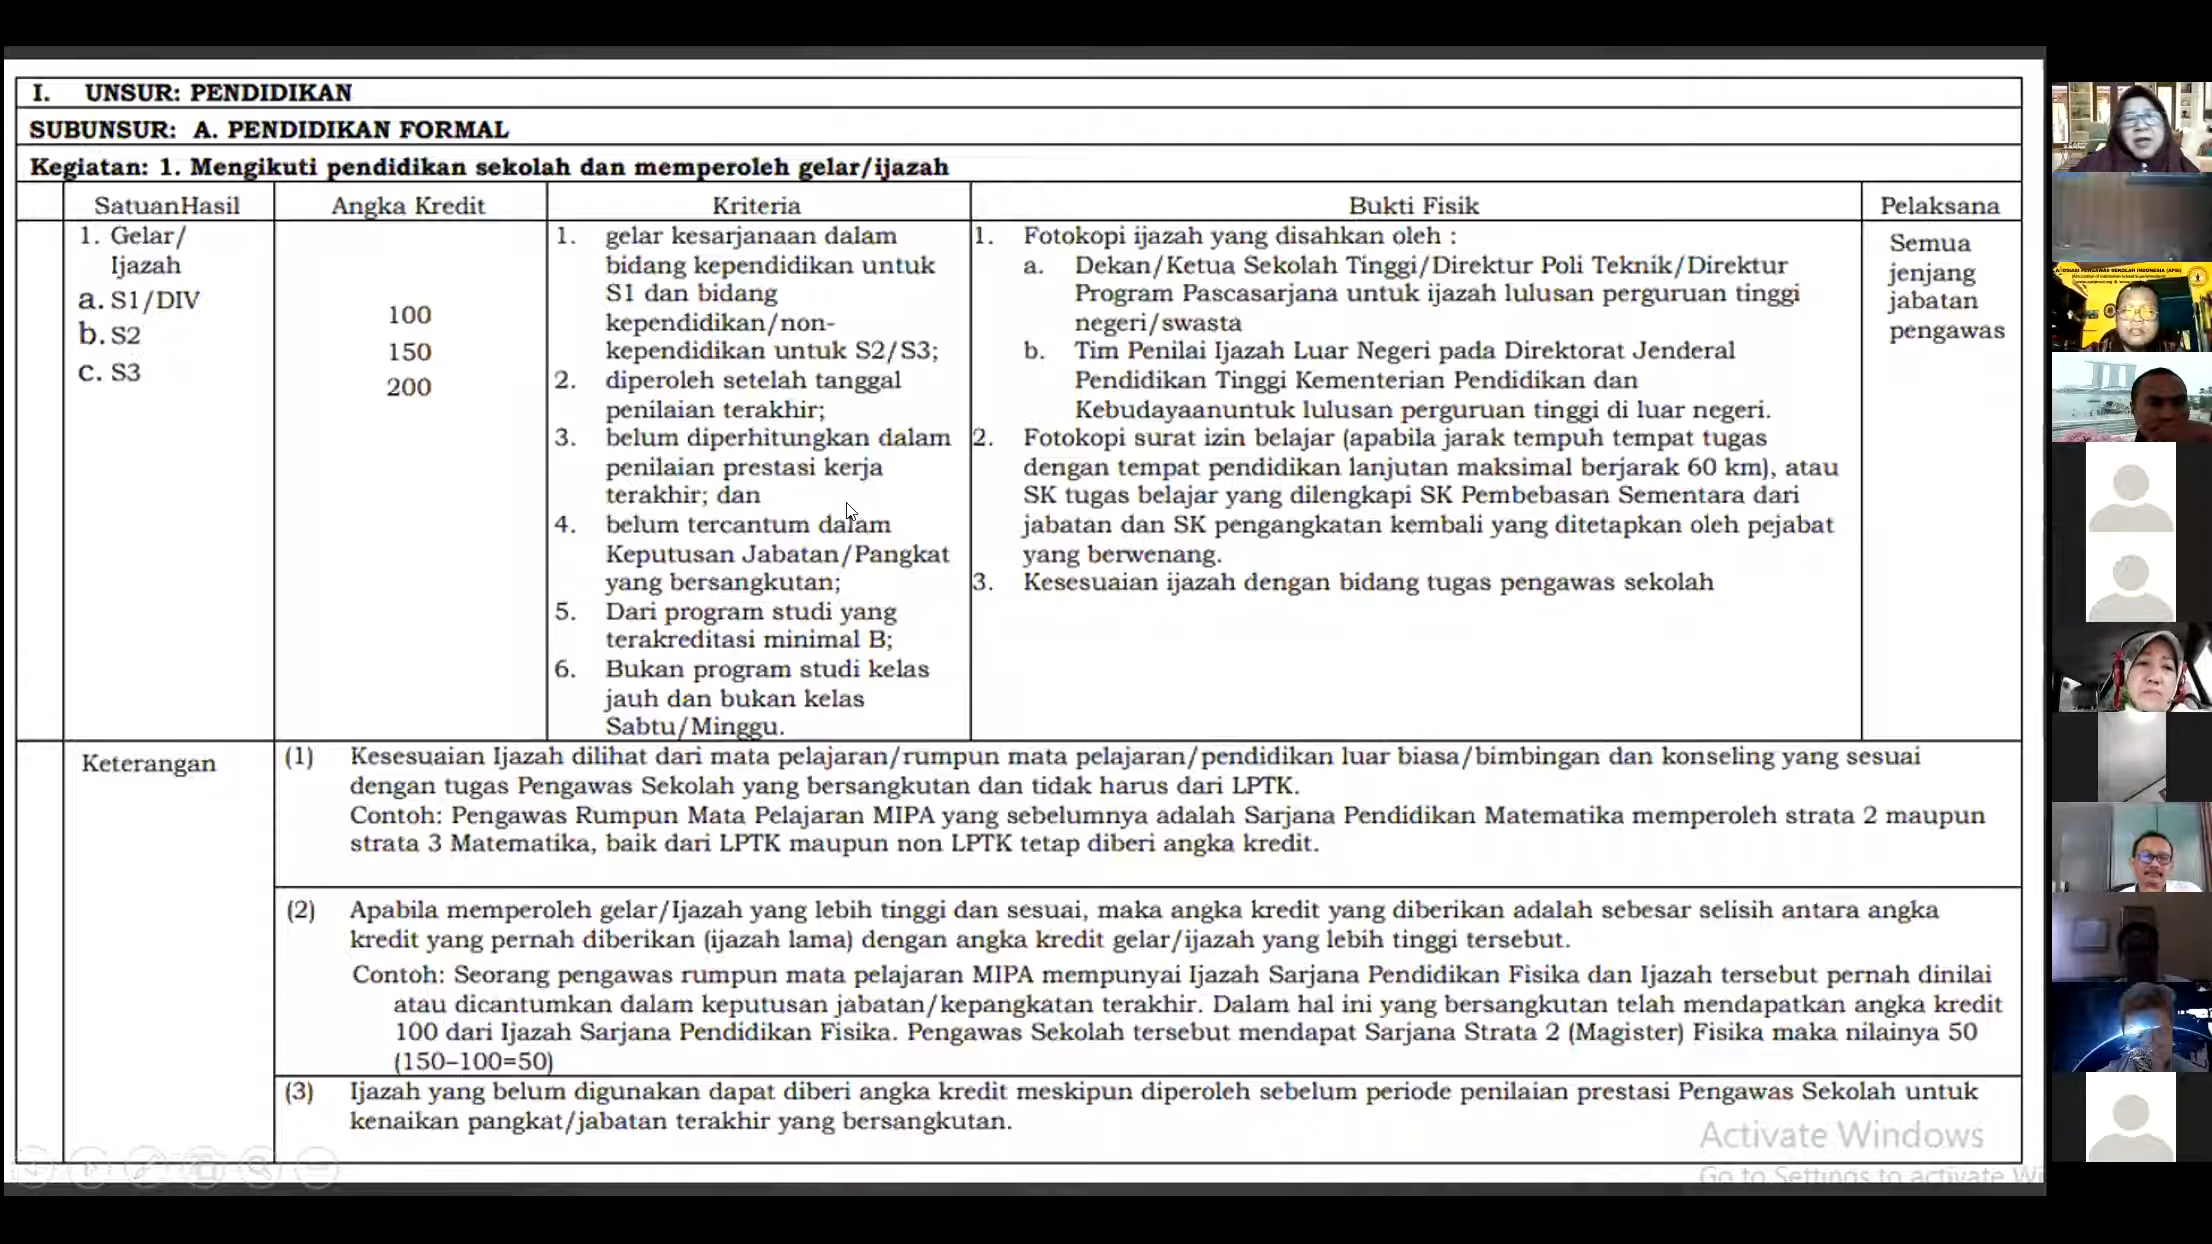 I. UNSUR: PENDIDIKAN
SUBUNSUR: A. PENDIDIKAN FORMAL
Kegiatan: 1. Mengikuti pendidikan sekolah dan memperoleh gelar/ijazah
SatuanHasil
Angka Kredit
Kriteria
Bukti Fisik
Pelaksana
1. Gelar/
Ijazah
a. S1/DIV
b. S2
c. S3
100
150
200
1. gelar kesarjanaan dalam
bidang kependidikan untuk
S1 dan bidang
kependidikan/non-
kependidikan untuk S2/S3;
2. diperoleh setelah tanggal
penilaian terakhir;
3. belum diperhitungkan dalam
penilaian prestasi kerja
terakhir; dan
4. belum tercantum dalam
Keputusan Jabatan/Pangkat
yang bersangkutan;
5. Dari program studi yang
terakreditasi minimal B;
6. Bukan program studi kelas
jauh dan bukan kelas
Sabtu/Minggu.
1. Fotokopi ijazah yang disahkan oleh :
a. Dekan/Ketua Sekolah Tinggi/Direktur Poli Teknik/Direktur
Program Pascasarjana untuk ijazah lulusan perguruan tinggi
negeri/swasta
b. Tim Penilai Ijazah Luar Negeri pada Direktorat Jenderal
Pendidikan Tinggi Kementerian Pendidikan dan
Kebudayaanuntuk lulusan perguruan tinggi di luar negeri.
2. Fotokopi surat izin belajar (apabila jarak tempuh tempat tugas
dengan tempat pendidikan lanjutan maksimal berjarak 60 km), atau
SK tugas belajar yang dilengkapi SK Pembebasan Sementara dari
jabatan dan SK pengangkatan kembali yang ditetapkan oleh pejabat
yang berwenang.
3. Kesesuaian ijazah dengan bidang tugas pengawas sekolah
Semua
jenjang
jabatan
pengawas
Keterangan
(1) Kesesuaian Ijazah dilihat dari mata pelajaran/rumpun mata pelajaran/pendidikan luar biasa/bimbingan dan konseling yang sesuai
dengan tugas Pengawas Sekolah yang bersangkutan dan tidak harus dari LPTK.
Contoh: Pengawas Rumpun Mata Pelajaran MIPA yang sebelumnya adalah Sarjana Pendidikan Matematika memperoleh strata 2 maupun
strata 3 Matematika, baik dari LPTK maupun non LPTK tetap diberi angka kredit.
(2) Apabila memperoleh gelar/Ijazah yang lebih tinggi dan sesuai, maka angka kredit yang diberikan adalah sebesar selisih antara angka
kredit yang pernah diberikan (ijazah lama) dengan angka kredit gelar/ijazah yang lebih tinggi tersebut.
Contoh: Seorang pengawas rumpun mata pelajaran MIPA mempunyai Ijazah Sarjana Pendidikan Fisika dan Ijazah tersebut pernah dinilai
atau dicantumkan dalam keputusan jabatan/kepangkatan terakhir. Dalam hal ini yang bersangkutan telah mendapatkan angka kredit
100 dari Ijazah Sarjana Pendidikan Fisika. Pengawas Sekolah tersebut mendapat Sarjana Strata 2 (Magister) Fisika maka nilainya 50
(150–100=50)
(3) Ijazah yang belum digunakan dapat diberi angka kredit meskipun diperoleh sebelum periode penilaian prestasi Pengawas Sekolah untuk
kenaikan pangkat/jabatan terakhir yang bersangkutan.
Activate Windows
Go to Settings to activate Wi
ASOSIASI PENGAWAS SEKOLAH INDONESIA (APSI)